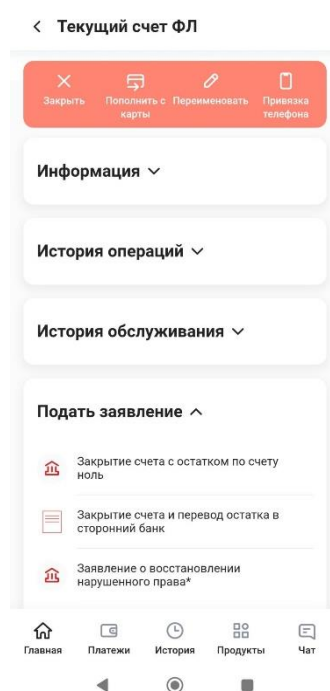 Текущий счет ФЛ
Закрыть
Пополнить с карты
Переименовать
Привязка телефона
Информация
История операций
История обслуживания
Подать заявление
Закрытие счета с остатком по счету
ноль
Закрытие счета и перевод остатка в
сторонний банк
Заявление о восстановлении
нарушенного права*
Главная Платежи История Продукты Чат